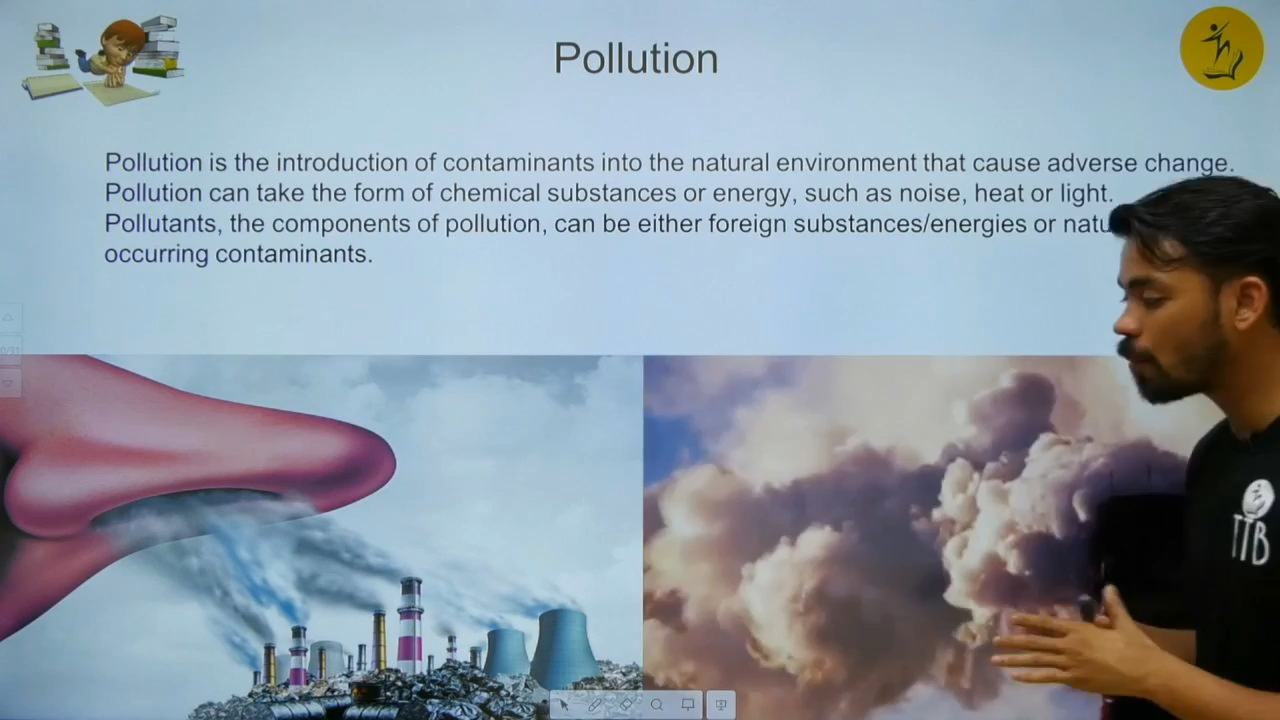 Pollution
Pollution is the introduction of contaminants into the natural environment that cause adverse change.
Pollution can take the form of chemical substances or energy, such as noise, heat or light.
Pollutants, the components of pollution, can be either foreign substances/energies or natu
occurring contaminants.
TTB